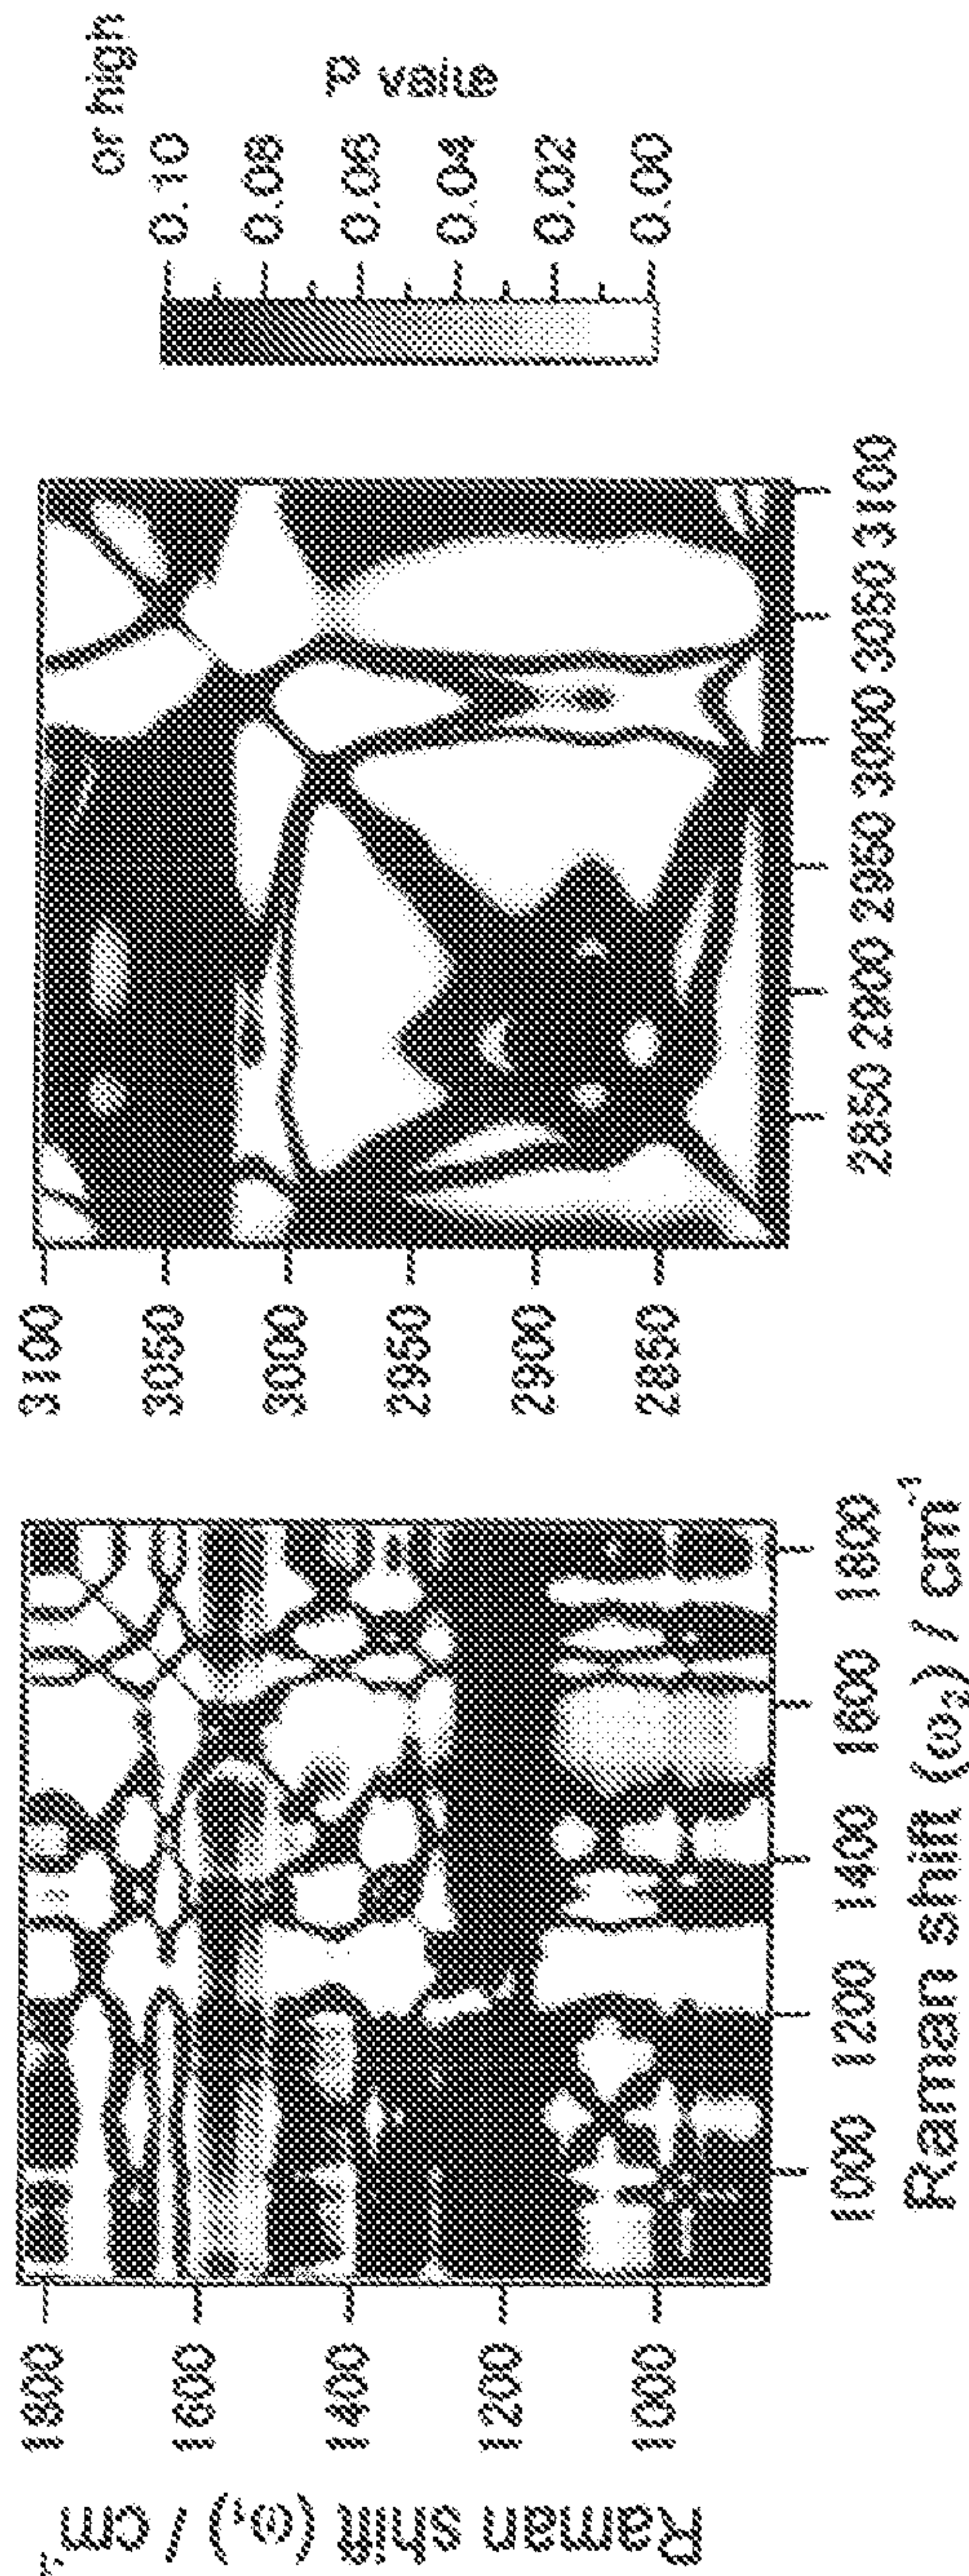 or high
0.10
0.08
0.06
0.04
0.02
0.00
P value
3100
3050
3000
2950
2900
2850
2850 2900 2950 3000 3050 3100
1800
1600
1400
1200
1000
1000 1200 1400 1600 1800
Raman shift (ω₁) / cm⁻¹
Raman shift (ω₂) / cm⁻¹